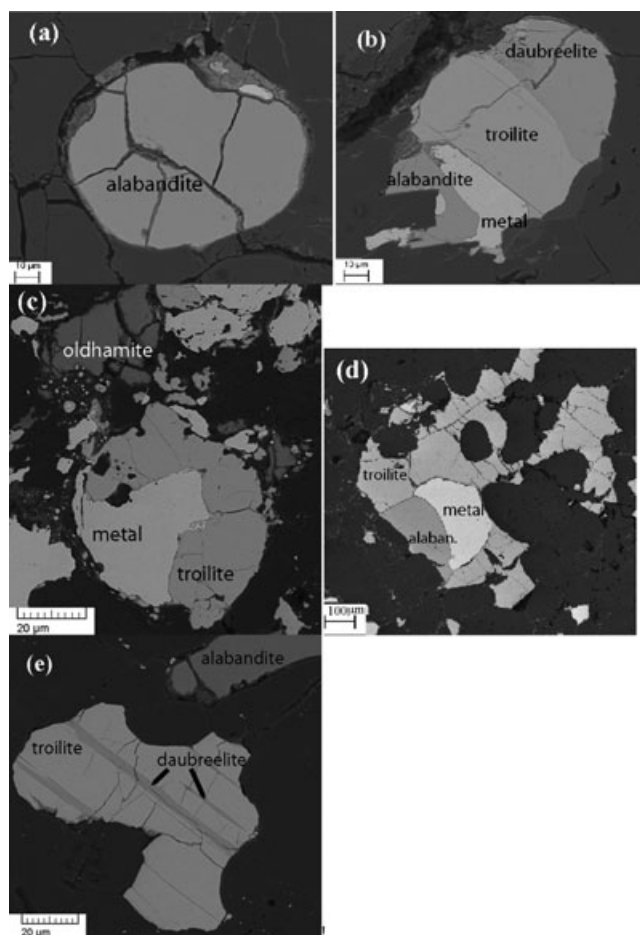 (a)
alabandite
10 µm
(b)
daubreelite
troilite
alabandite
metal
10 µm
(c)
oldhamite
metal
troilite
20 µm
(d)
troilite
metal
alaban.
100µm
(e)
alabandite
troilite
daubreelite
20 µm